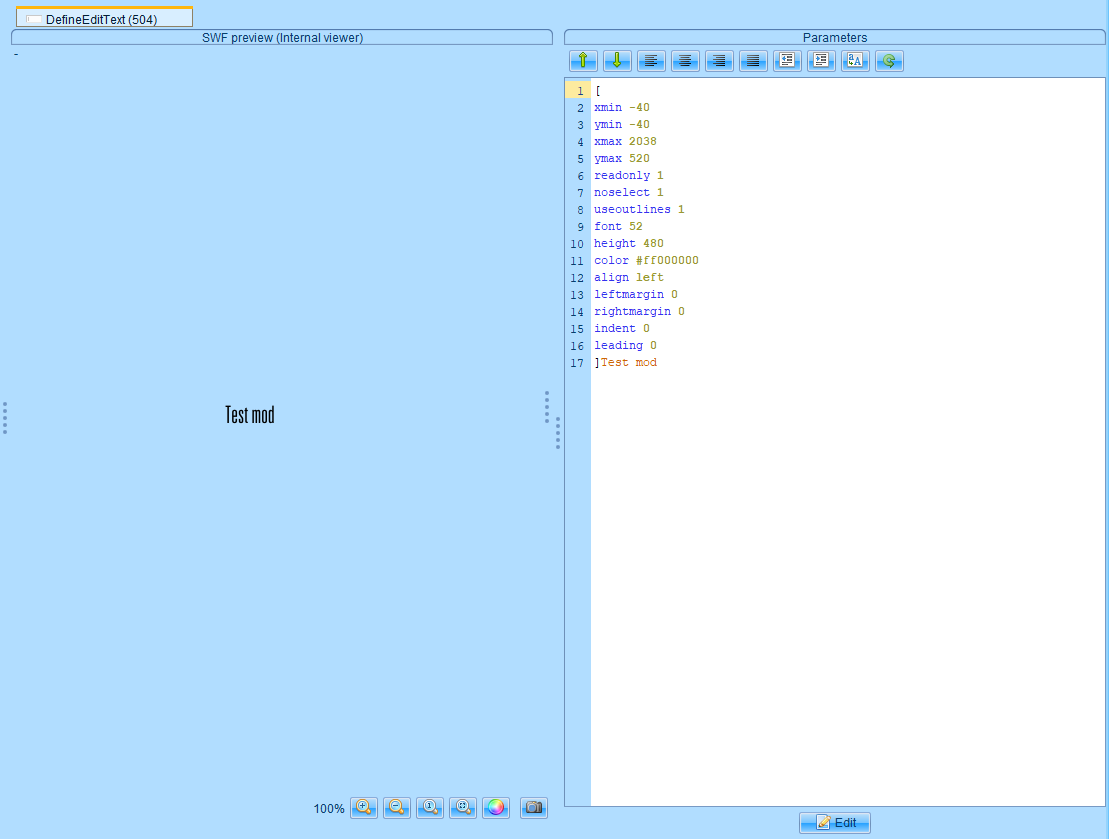 DefineEditText (504)
SWF preview (Internal viewer)
-
Test mod
100%
Parameters
1 [
2 xmin -40
3 ymin -40
4 xmax 2038
5 ymax 520
6 readonly 1
7 noselect 1
8 useoutlines 1
9 font 52
10 height 480
11 color #ff000000
12 align left
13 leftmargin 0
14 rightmargin 0
15 indent 0
16 leading 0
17 ]Test mod
Edit